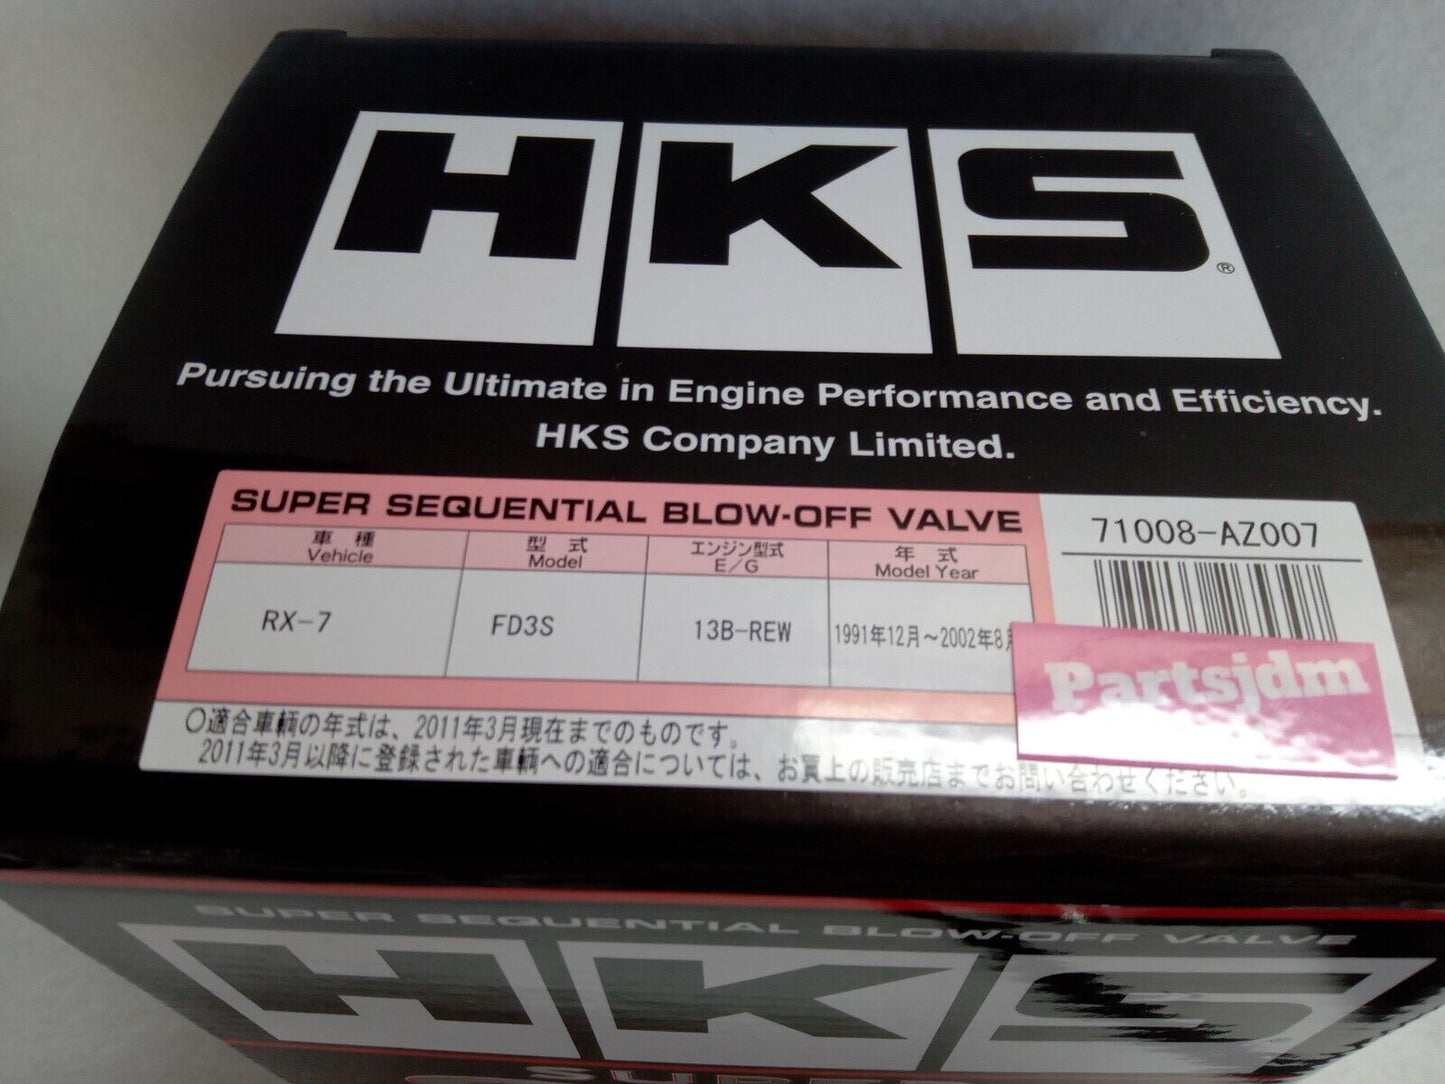 HKS®
Pursuing the Ultimate in Engine Performance and Efficiency.
HKS Company Limited.
SUPER SEQUENTIAL BLOW-OFF VALVE
71008-AZ007
車種 型式 エンジン型式 年式
Vehicle Model E/G Model Year
RX-7 FD3S 13B-REW 1991年12月～2002年8月
Partsjdm
○適合車輌の年式は、2011年3月現在までのものです。
2011年3月以降に登録された車輌への適合については、お買上の販売店までお問い合わせください。
SUPER SEQUENTIAL BLOW-OFF VALVE
HKS
SUPER